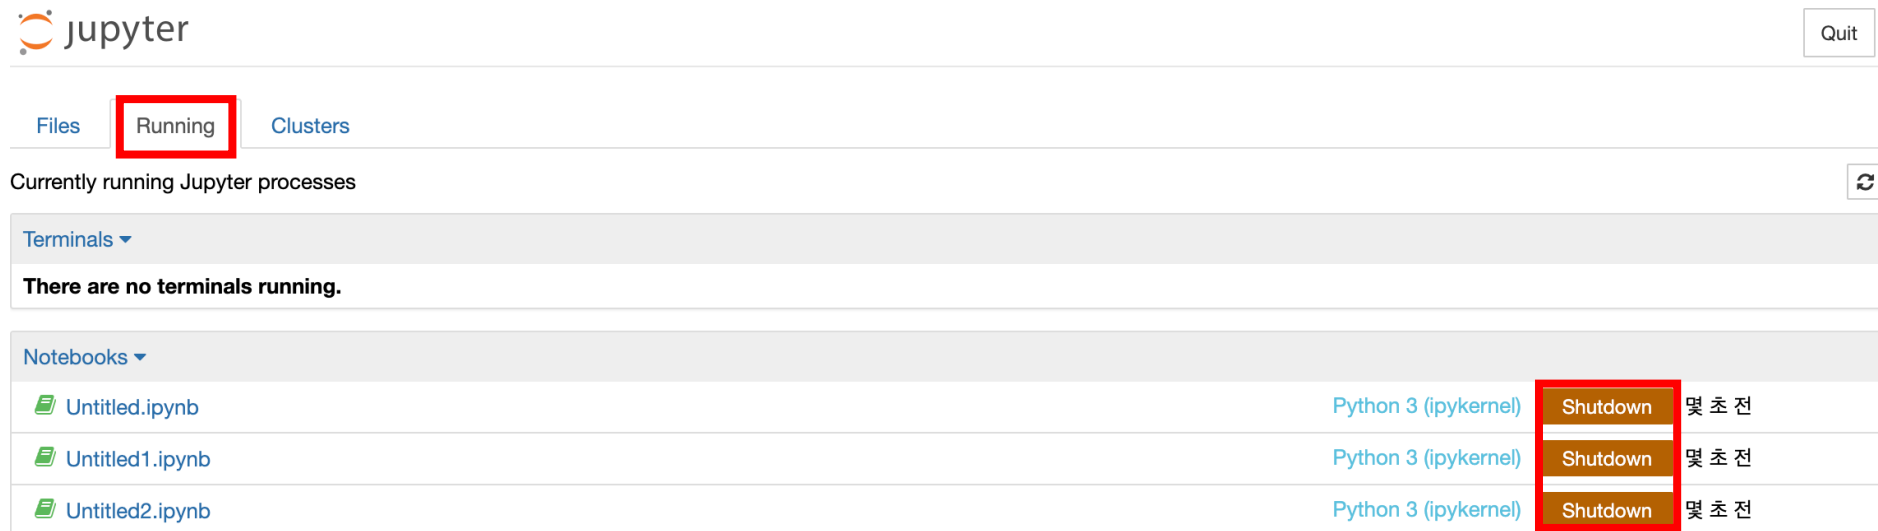 jupyter
Quit
Files Running Clusters
Currently running Jupyter processes
Terminals
There are no terminals running.
Notebooks
Untitled.ipynb Python 3 (ipykernel) Shutdown 몇 초 전
Untitled1.ipynb Python 3 (ipykernel) Shutdown 몇 초 전
Untitled2.ipynb Python 3 (ipykernel) Shutdown 몇 초 전